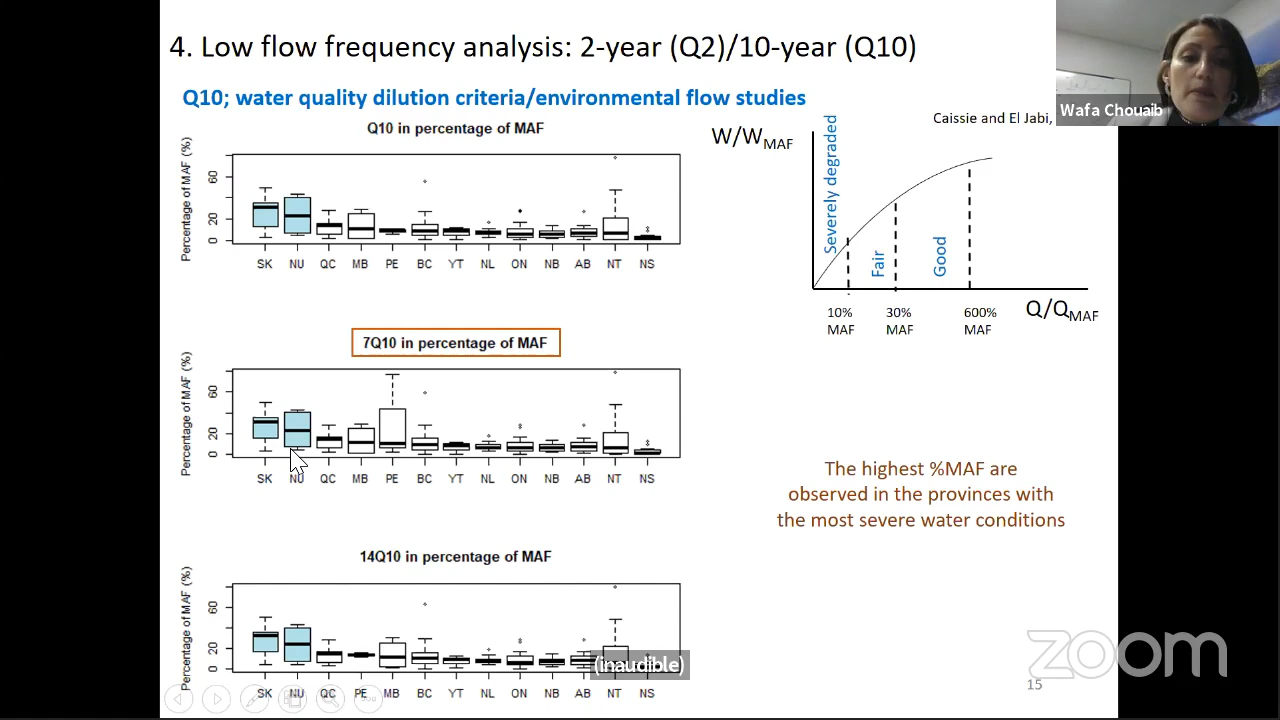 4. Low flow frequency analysis: 2-year (Q2)/10-year (Q10)
Q10; water quality dilution criteria/environmental flow studies
Wafa Chouaib
Q10 in percentage of MAF
Percentage of MAF (%)
60
20
0
SK NU QC MB PE BC YT NL ON NB AB NT NS
Caissie and El Jabi,
W/WMAF
Severely degraded
Fair
Good
10% MAF
30% MAF
600% MAF
Q/QMAF
7Q10 in percentage of MAF
Percentage of MAF (%)
60
20
0
SK NU QC MB PE BC YT NL ON NB AB NT NS
The highest %MAF are
observed in the provinces with
the most severe water conditions
14Q10 in percentage of MAF
Percentage of MAF (%)
60
20
0
SK NU QC PE MB BC YT NL ON NB AB NT NS
(inaudible)
15
zoom